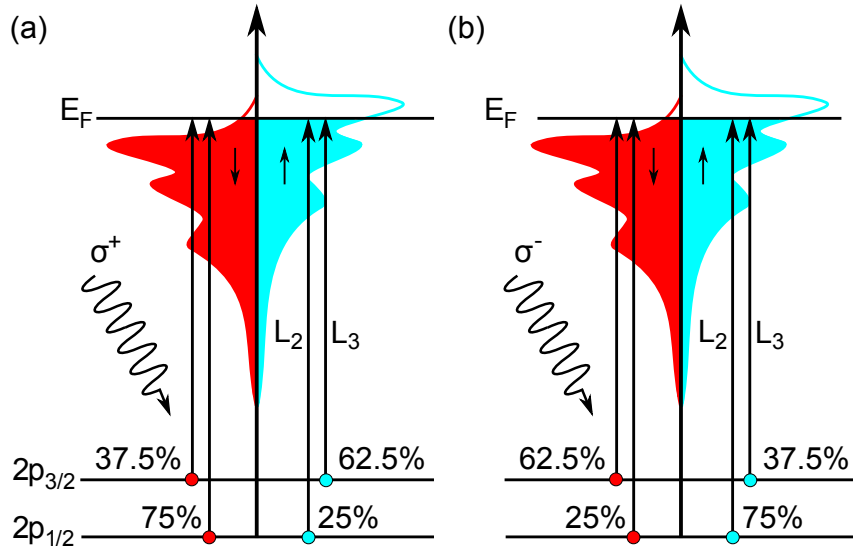 (a)
E_F
↓ ↑
σ⁺
L₂ L₃
2p₃/₂ 37.5% 62.5%
2p₁/₂ 75% 25%
(b)
E_F
↓ ↑
σ⁻
L₂ L₃
62.5% 37.5%
25% 75%